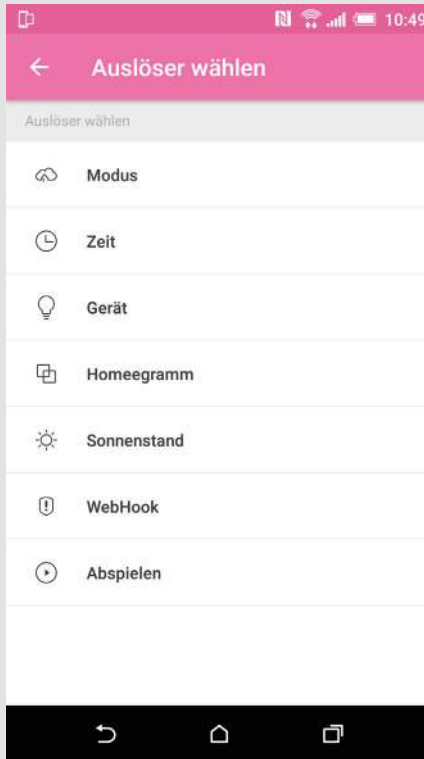 10:49
Auslöser wählen
Auslöser wählen
Modus
Zeit
Gerät
Homeegramm
Sonnenstand
WebHook
Abspielen